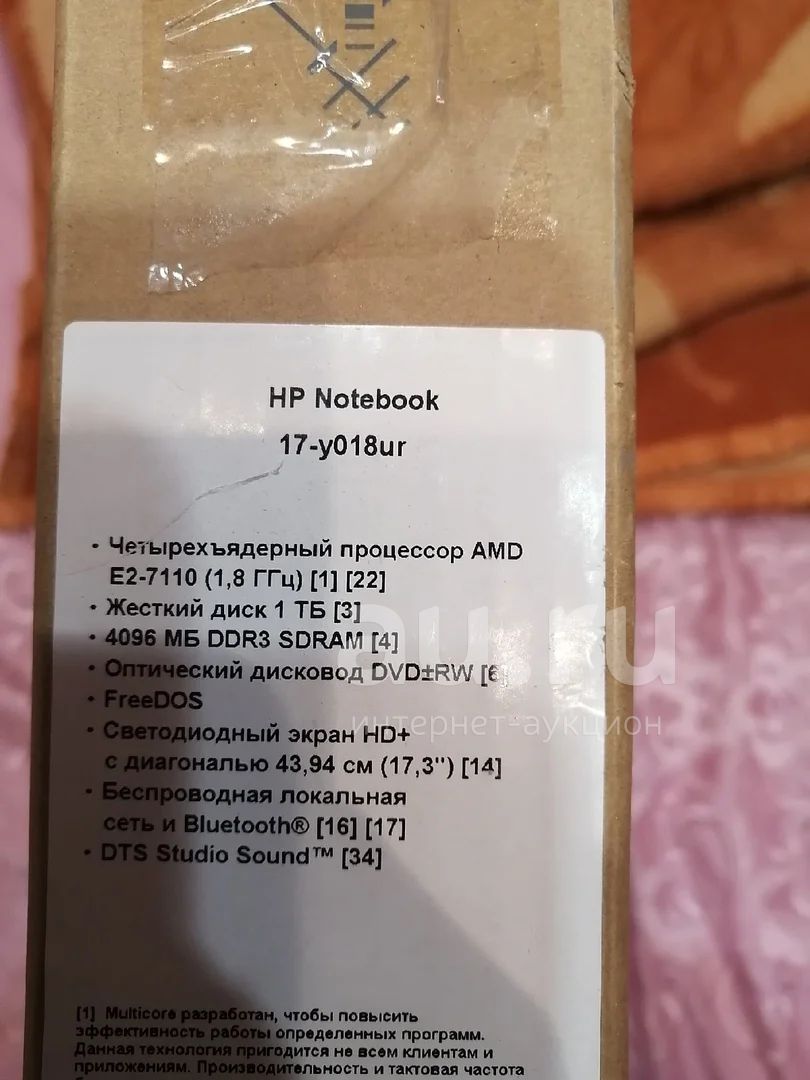 HP Notebook
17-y018ur
• Четырехъядерный процессор AMD
E2-7110 (1,8 ГГц) [1] [22]
• Жесткий диск 1 ТБ [3]
• 4096 МБ DDR3 SDRAM [4]
• Оптический дисковод DVD±RW [6]
• FreeDOS
• Светодиодный экран HD+
с диагональю 43,94 см (17,3") [14]
• Беспроводная локальная
сеть и Bluetooth® [16] [17]
• DTS Studio Sound™ [34]
au.ru
интернет-аукцион
[1] Multicore разработан, чтобы повысить
эффективность работы определенных программ.
Данная технология пригодится не всем клиентам и
приложениям. Производительность и тактовая частота